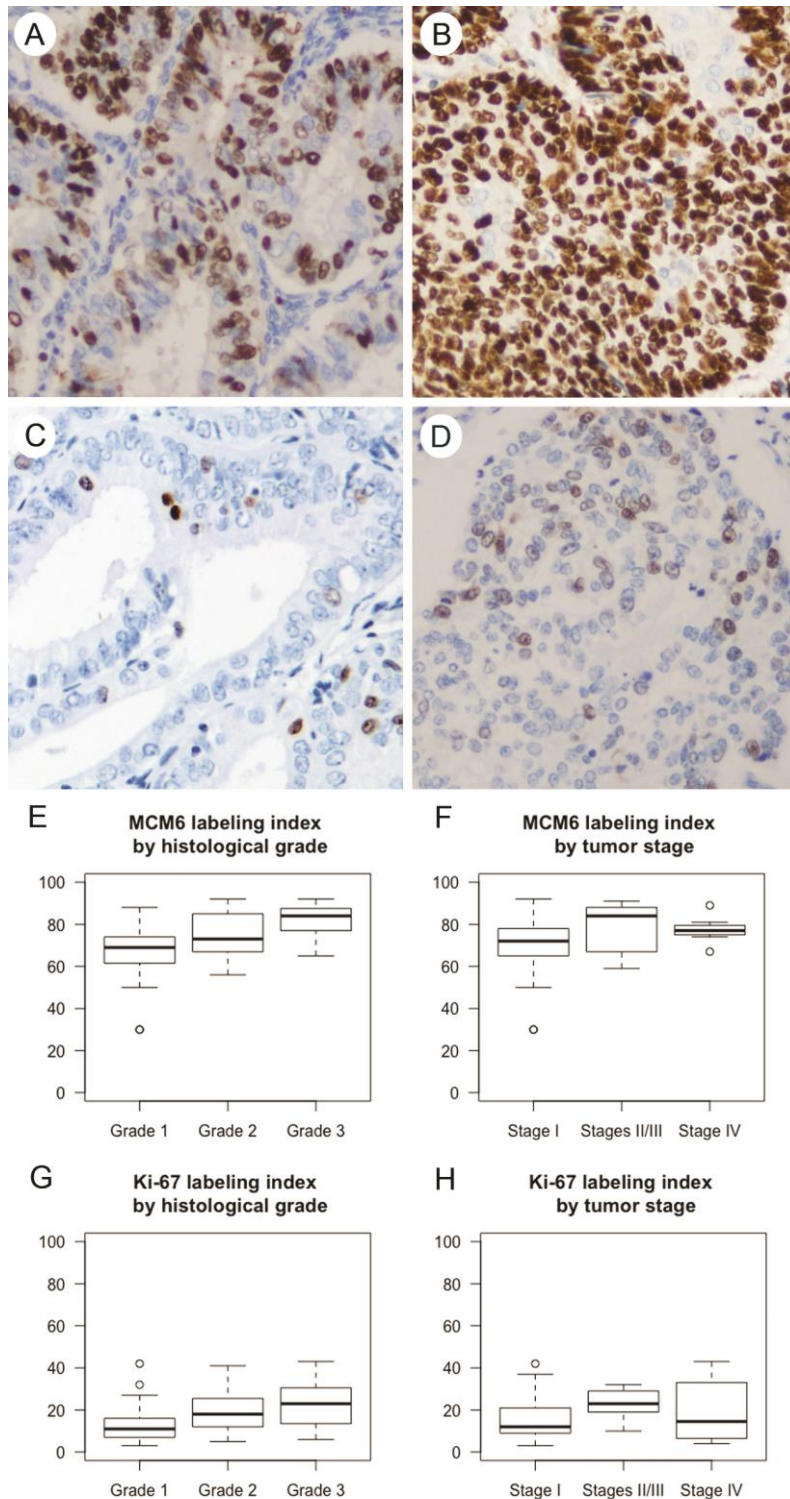 A
B
C
D
E
MCM6 labeling index
by histological grade
100
80
60
40
20
0
Grade 1 Grade 2 Grade 3
F
MCM6 labeling index
by tumor stage
100
80
60
40
20
0
Stage I Stages II/III Stage IV
G
Ki-67 labeling index
by histological grade
100
80
60
40
20
0
Grade 1 Grade 2 Grade 3
H
Ki-67 labeling index
by tumor stage
100
80
60
40
20
0
Stage I Stages II/III Stage IV